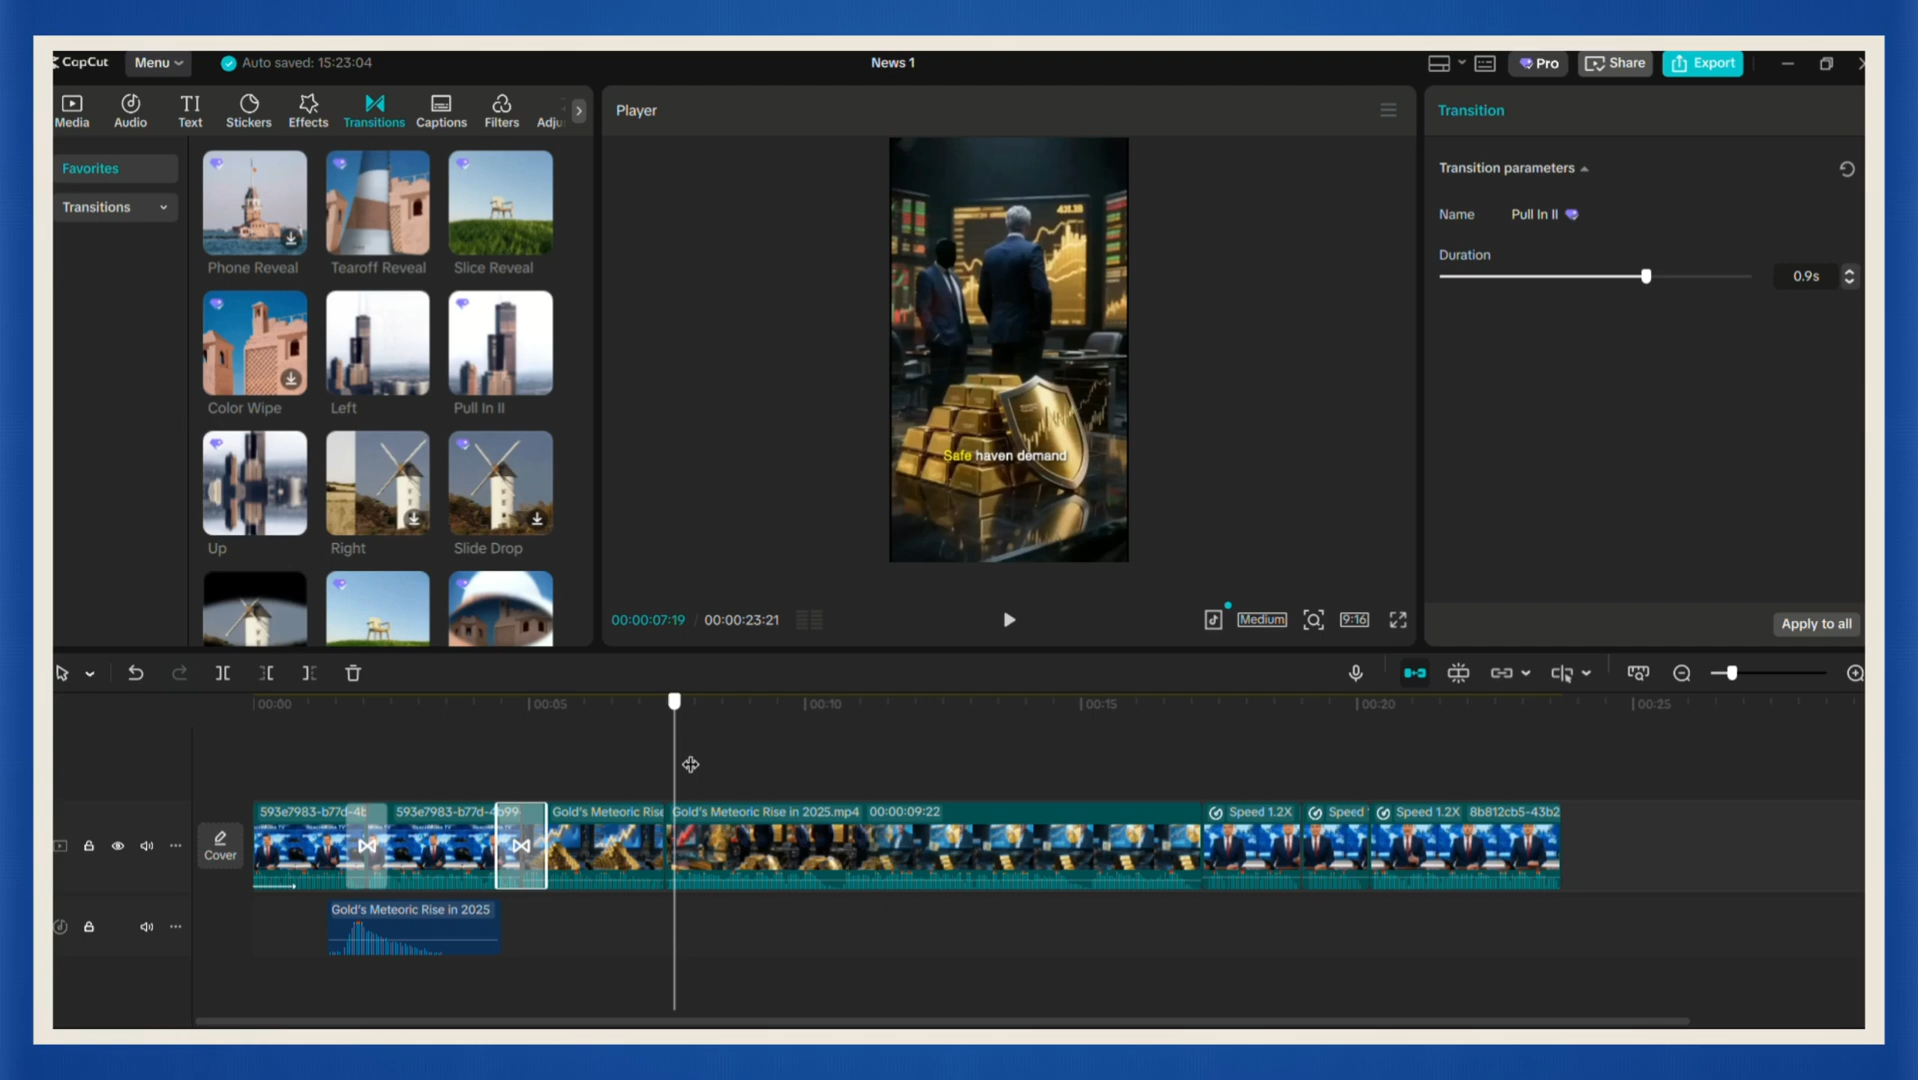 CapCut
Menu
Auto saved: 15:23:04
News 1
Pro
Share
Export
Media
Audio
TI
Text
Stickers
Effects
Transitions
Captions
Filters
Adju
Player
Transition
Favorites
Transitions
Phone Reveal
Tearoff Reveal
Slice Reveal
Color Wipe
Left
Pull In II
Up
Right
Slide Drop
431.39
Safe haven demand
Transition parameters
Name
Pull In II
Duration
0.9s
00:00:07:19 / 00:00:23:21
Medium
9:16
Apply to all
00:00
00:05
00:10
00:15
00:20
00:25
Cover
593e7983-b77d-4b
593e7983-b77d-4b99
Gold's Meteoric Rise
Gold's Meteoric Rise in 2025.mp4 00:00:09:22
Speed 1.2X
Speed
Speed 1.2X 8b812cb5-43b2
Gold's Meteoric Rise in 2025